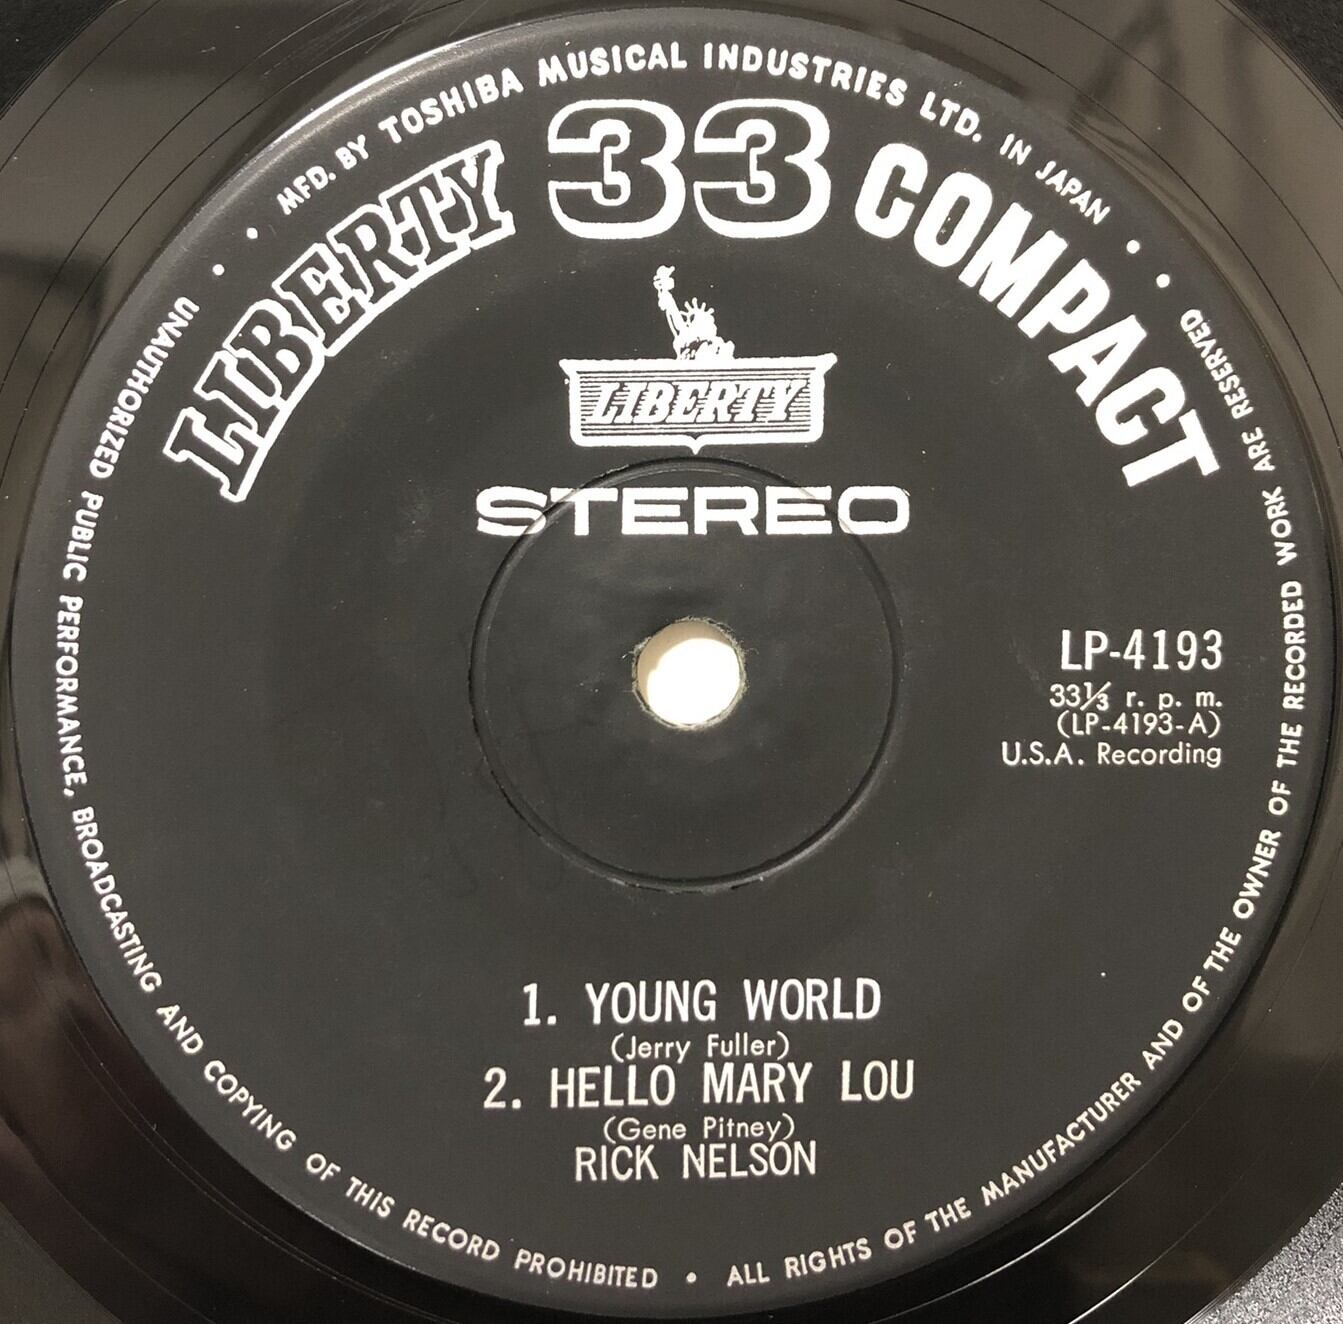 MFD. BY TOSHIBA MUSICAL INDUSTRIES LTD. IN JAPAN
LIBERTY 33 COMPACT
LIBERTY
STEREO
LP-4193
33⅓ r. p. m.
(LP-4193-A)
U.S.A. Recording
1. YOUNG WORLD
(Jerry Fuller)
2. HELLO MARY LOU
(Gene Pitney)
RICK NELSON
UNAUTHORIZED PUBLIC PERFORMANCE, BROADCASTING AND COPYING OF THIS RECORD PROHIBITED • ALL RIGHTS OF THE MANUFACTURER AND OF THE OWNER OF THE RECORDED WORK ARE RESERVED